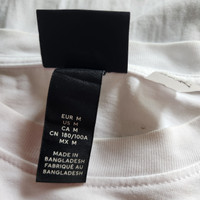 EUR M
US M
CA M
CN 180/100A
MX M
MADE IN
BANGLADESH
FABRIQUÉ AU
BANGLADESH